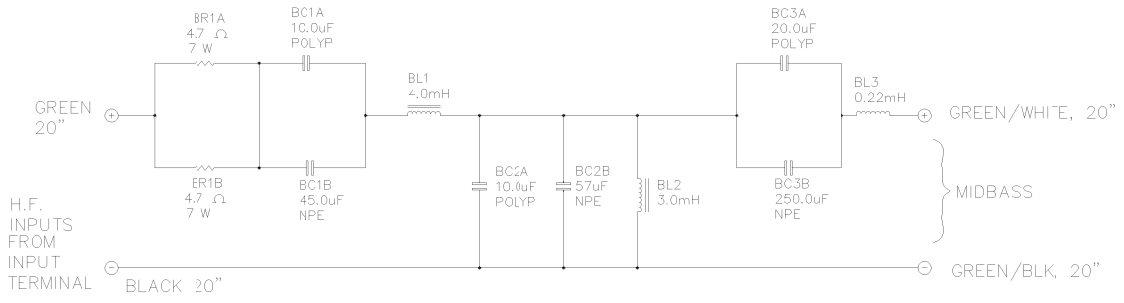 BR1A
4.7 Ω
7 W
BC1A
10.0uF
POLYP
BL1
4.0mH
BC3A
20.0uF
POLYP
BL3
0.22mH
GREEN
20"
+
+
GREEN/WHITE, 20"
BR1B
4.7 Ω
7 W
BC1B
45.0uF
NPE
BC2A
10.0uF
POLYP
BC2B
57uF
NPE
BL2
3.0mH
BC3B
250.0uF
NPE
MIDBASS
H.F.
INPUTS
FROM
INPUT
TERMINAL
−
BLACK 20"
−
GREEN/BLK, 20"